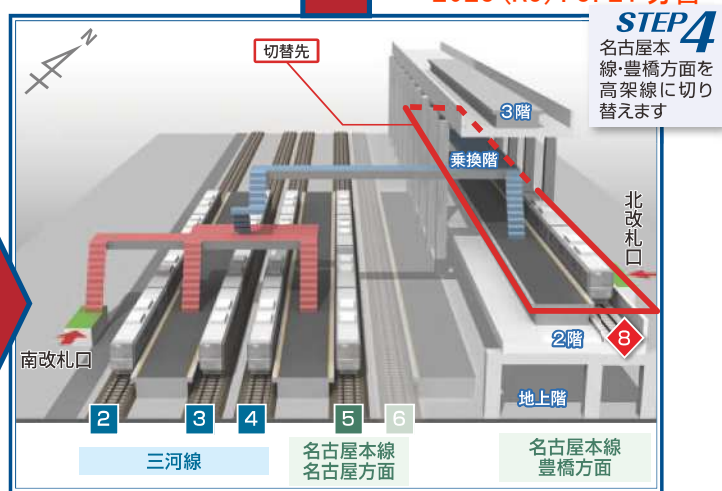 STEP4
名古屋本
線・豊橋方面を
高架線に切り
替えます
N
切替先
3階
乗換階
北改札口
南改札口
2階
8
地上階
2
3
4
5
6
三河線
名古屋本線
名古屋方面
名古屋本線
豊橋方面